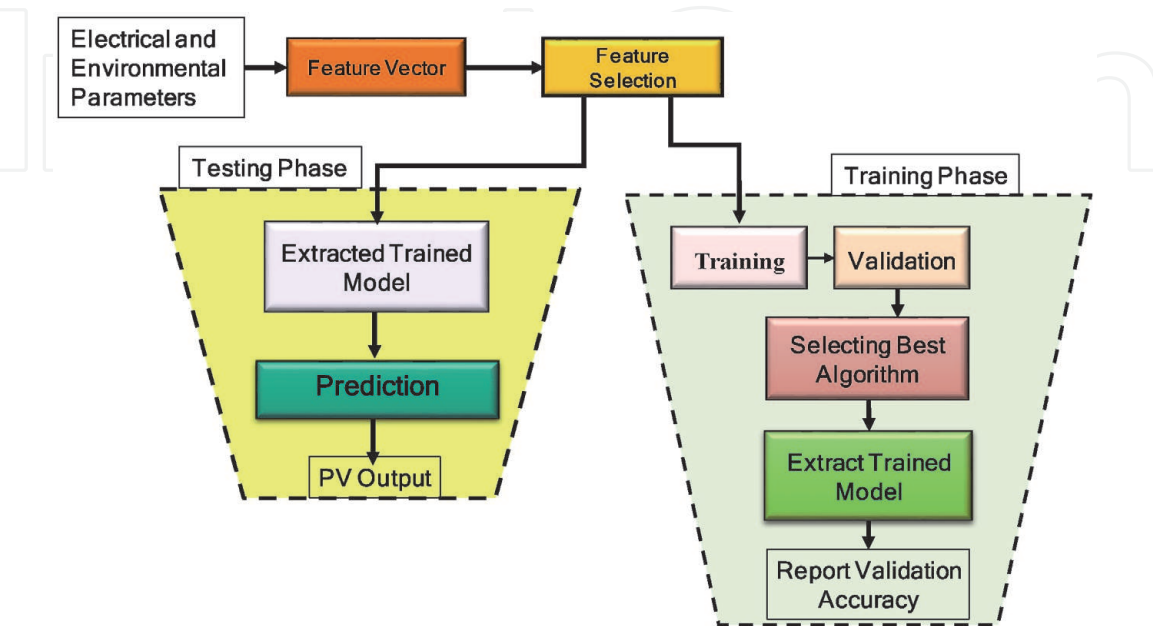 Electrical and
Environmental
Parameters
Feature Vector
Feature
Selection
Testing Phase
Extracted Trained
Model
Prediction
PV Output
Training Phase
Training
Validation
Selecting Best
Algorithm
Extract Trained
Model
Report Validation
Accuracy